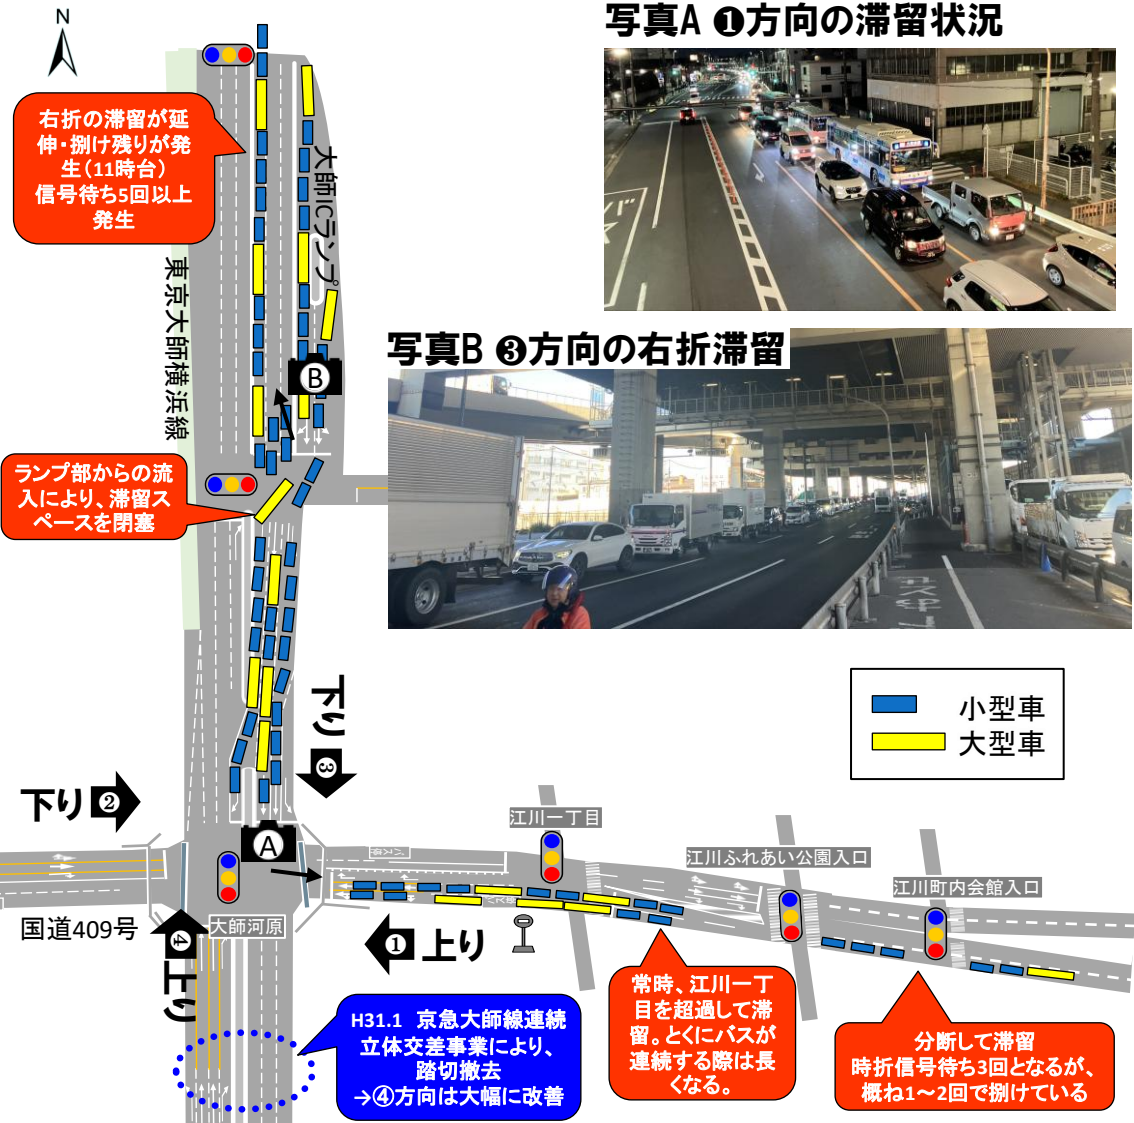 N
写真A ❶方向の滞留状況
右折の滞留が延
伸・捌け残りが発
生(11時台)
信号待ち5回以上
発生
大師ICランプ
東京大師横浜線
写真B ❸方向の右折滞留
B
ランプ部からの流
入により、滞留ス
ペースを閉塞
小型車
大型車
下り
❸
下り ❷
A
江川一丁目
江川ふれあい公園入口
江川町内会館入口
バス停
バス停
国道409号
大師河原
❶ 上り
❹
上り
常時、江川一丁
目を超過して滞
留。とくにバスが
連続する際は長
くなる。
分断して滞留
時折信号待ち3回となるが、
概ね1～2回で捌けている
H31.1 京急大師線連続
立体交差事業により、
踏切撤去
→④方向は大幅に改善